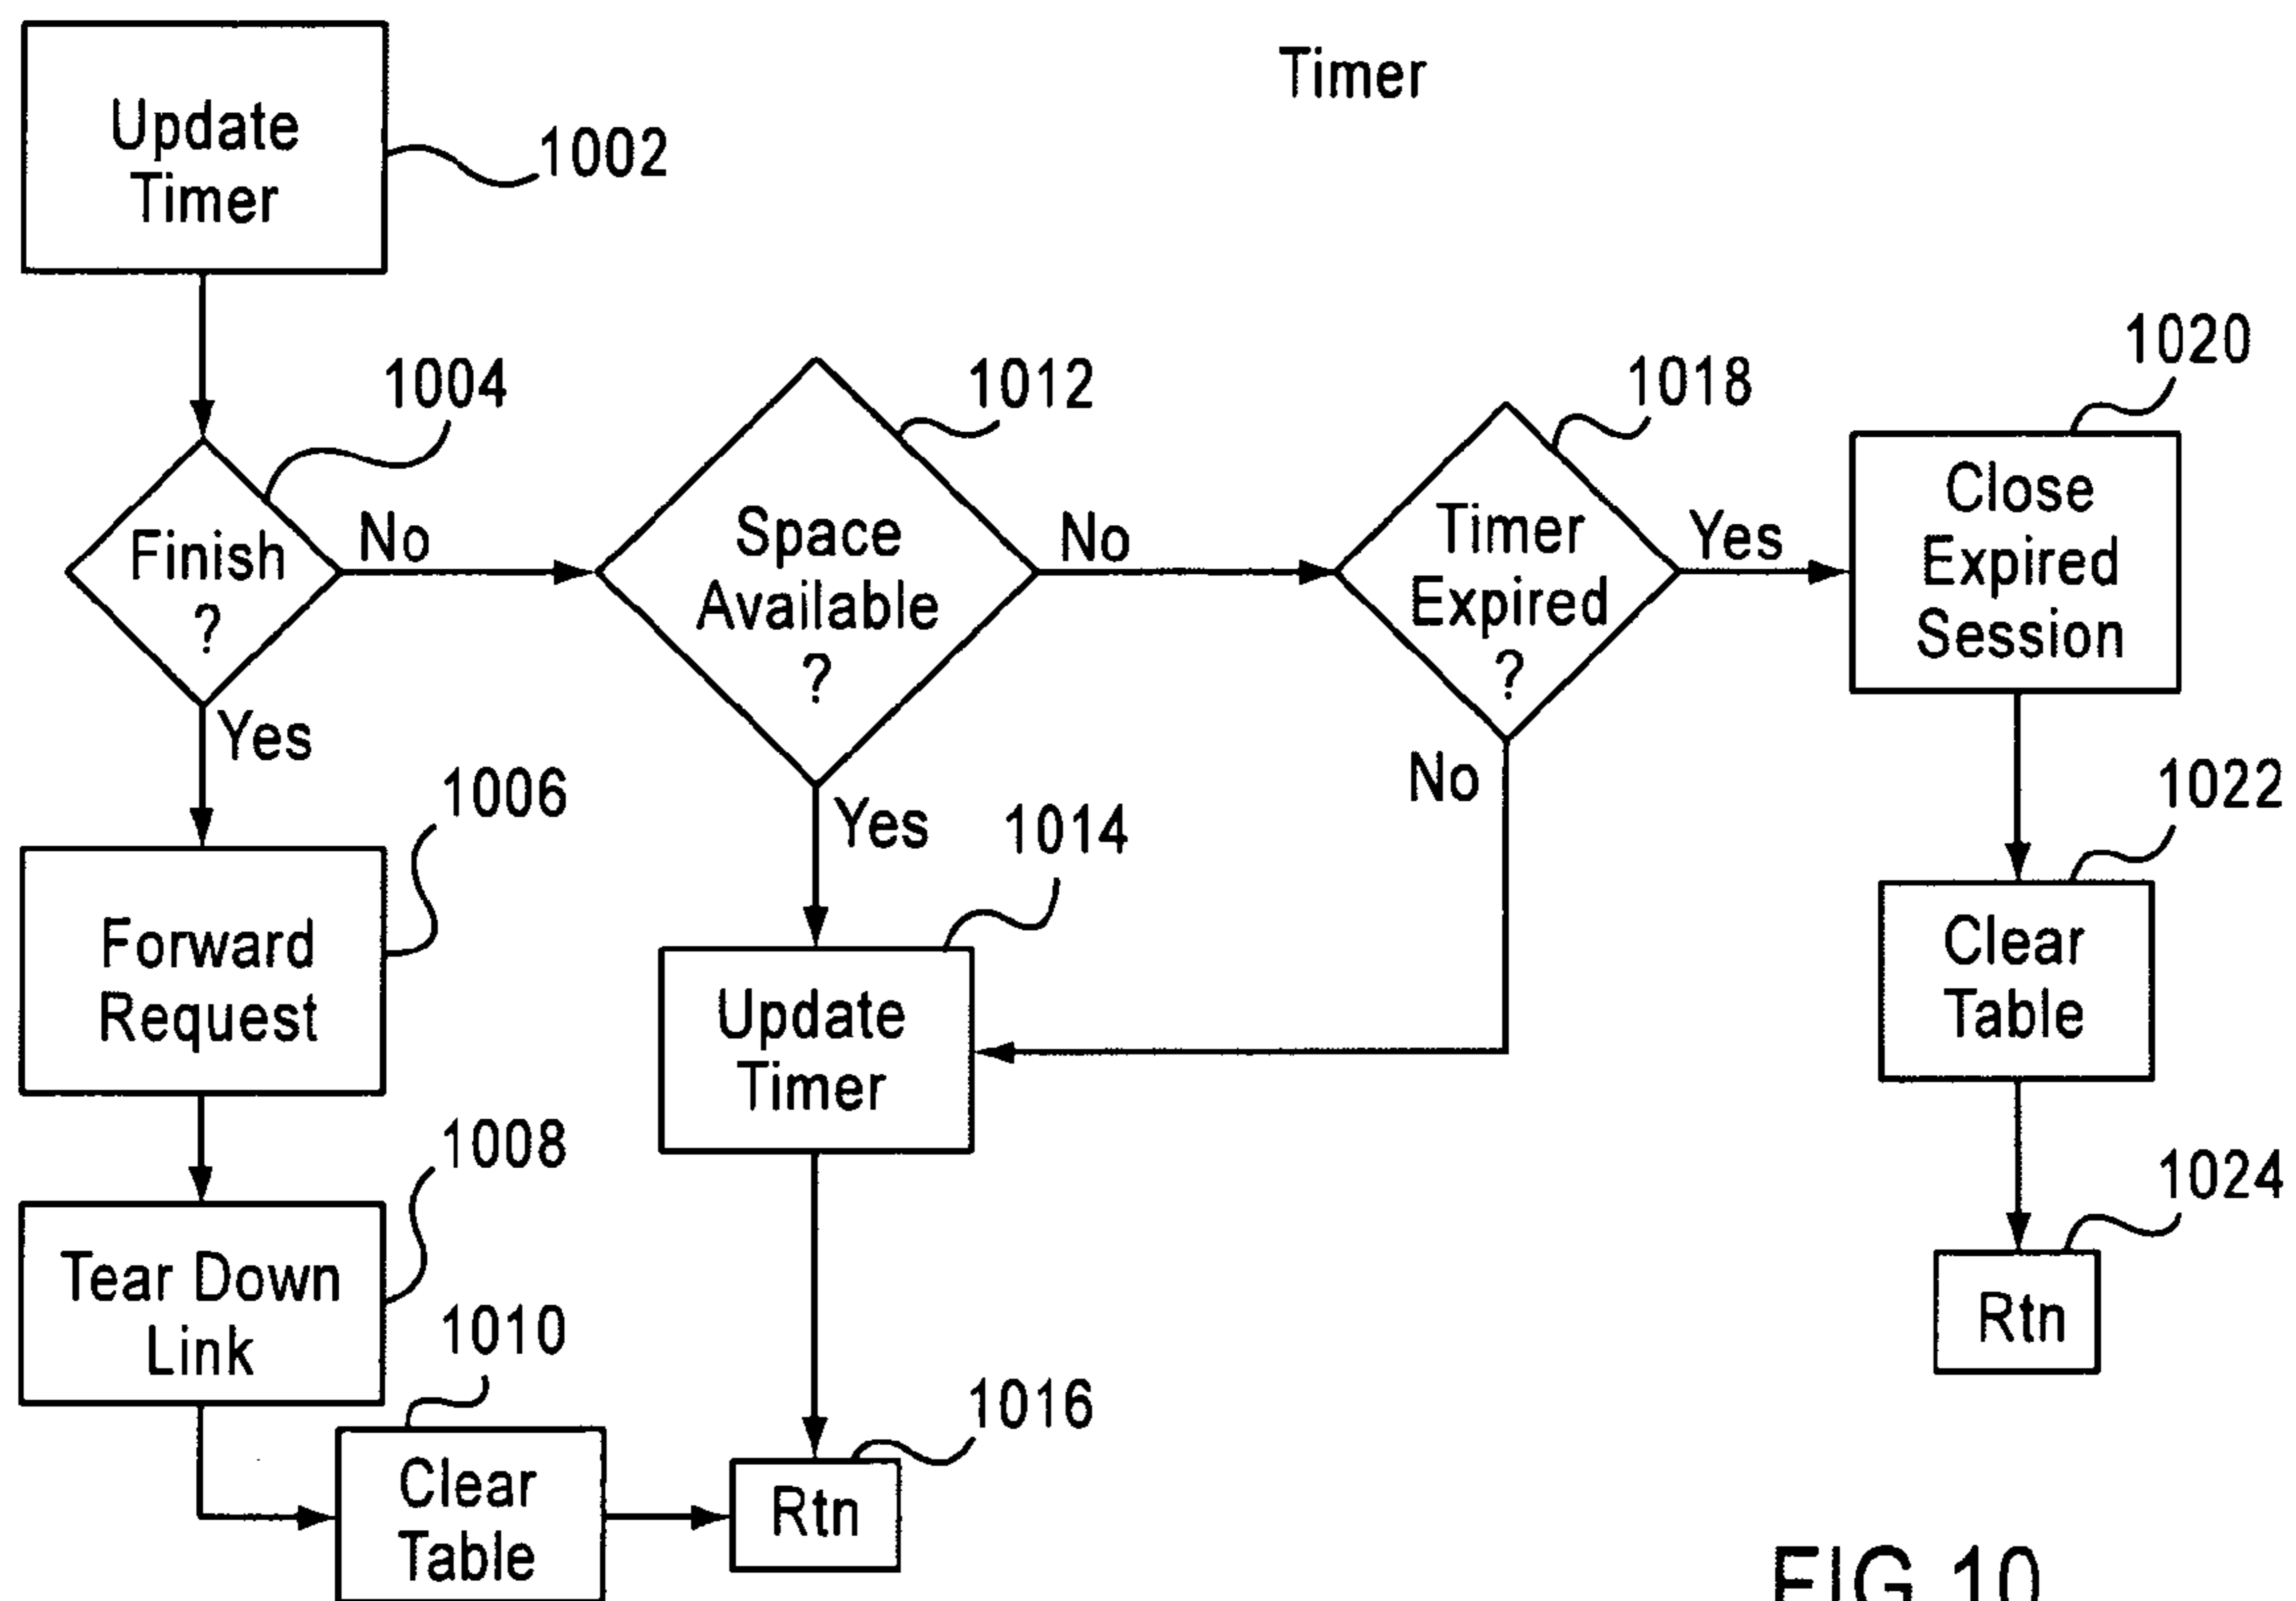 Timer
Update
Timer
1002
1004
Finish
?
No
Yes
1012
Space
Available
?
No
Yes
1018
Timer
Expired
?
Yes
No
1020
Close
Expired
Session
1006
Forward
Request
1014
Update
Timer
1022
Clear
Table
1008
Tear Down
Link
1010
Clear
Table
1016
Rtn
1024
Rtn
FIG 10